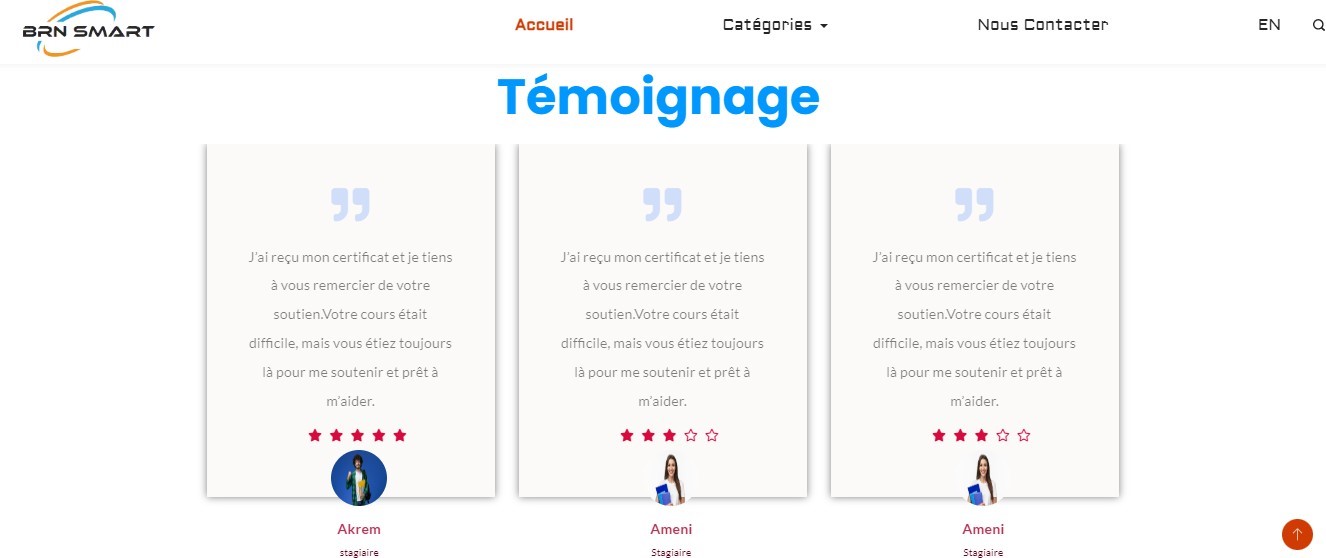 BRN SMART
Accueil
Catégories
Nous Contacter
EN
Témoignage
J'ai reçu mon certificat et je tiens
à vous remercier de votre
soutien.Votre cours était
difficile, mais vous étiez toujours
là pour me soutenir et prêt à
m'aider.
Akrem
stagiaire
J'ai reçu mon certificat et je tiens
à vous remercier de votre
soutien.Votre cours était
difficile, mais vous étiez toujours
là pour me soutenir et prêt à
m'aider.
Ameni
Stagiaire
J'ai reçu mon certificat et je tiens
à vous remercier de votre
soutien.Votre cours était
difficile, mais vous étiez toujours
là pour me soutenir et prêt à
m'aider.
Ameni
Stagiaire